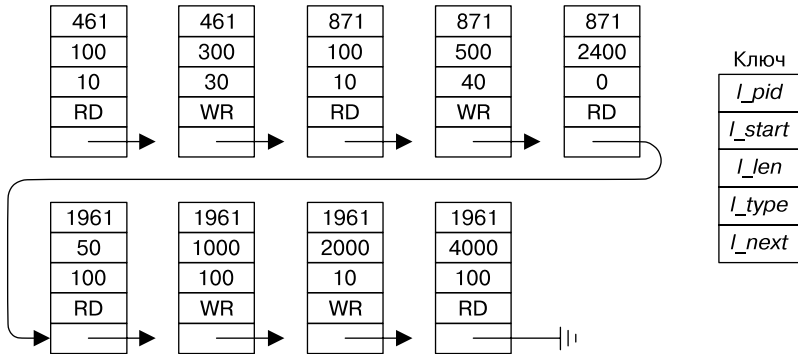 461 461 871 871 871
100 300 100 500 2400
10 30 10 40 0
RD WR RD WR RD
Ключ
l_pid
l_start
l_len
l_type
l_next
1961 1961 1961 1961
50 1000 2000 4000
100 100 10 100
RD WR WR RD